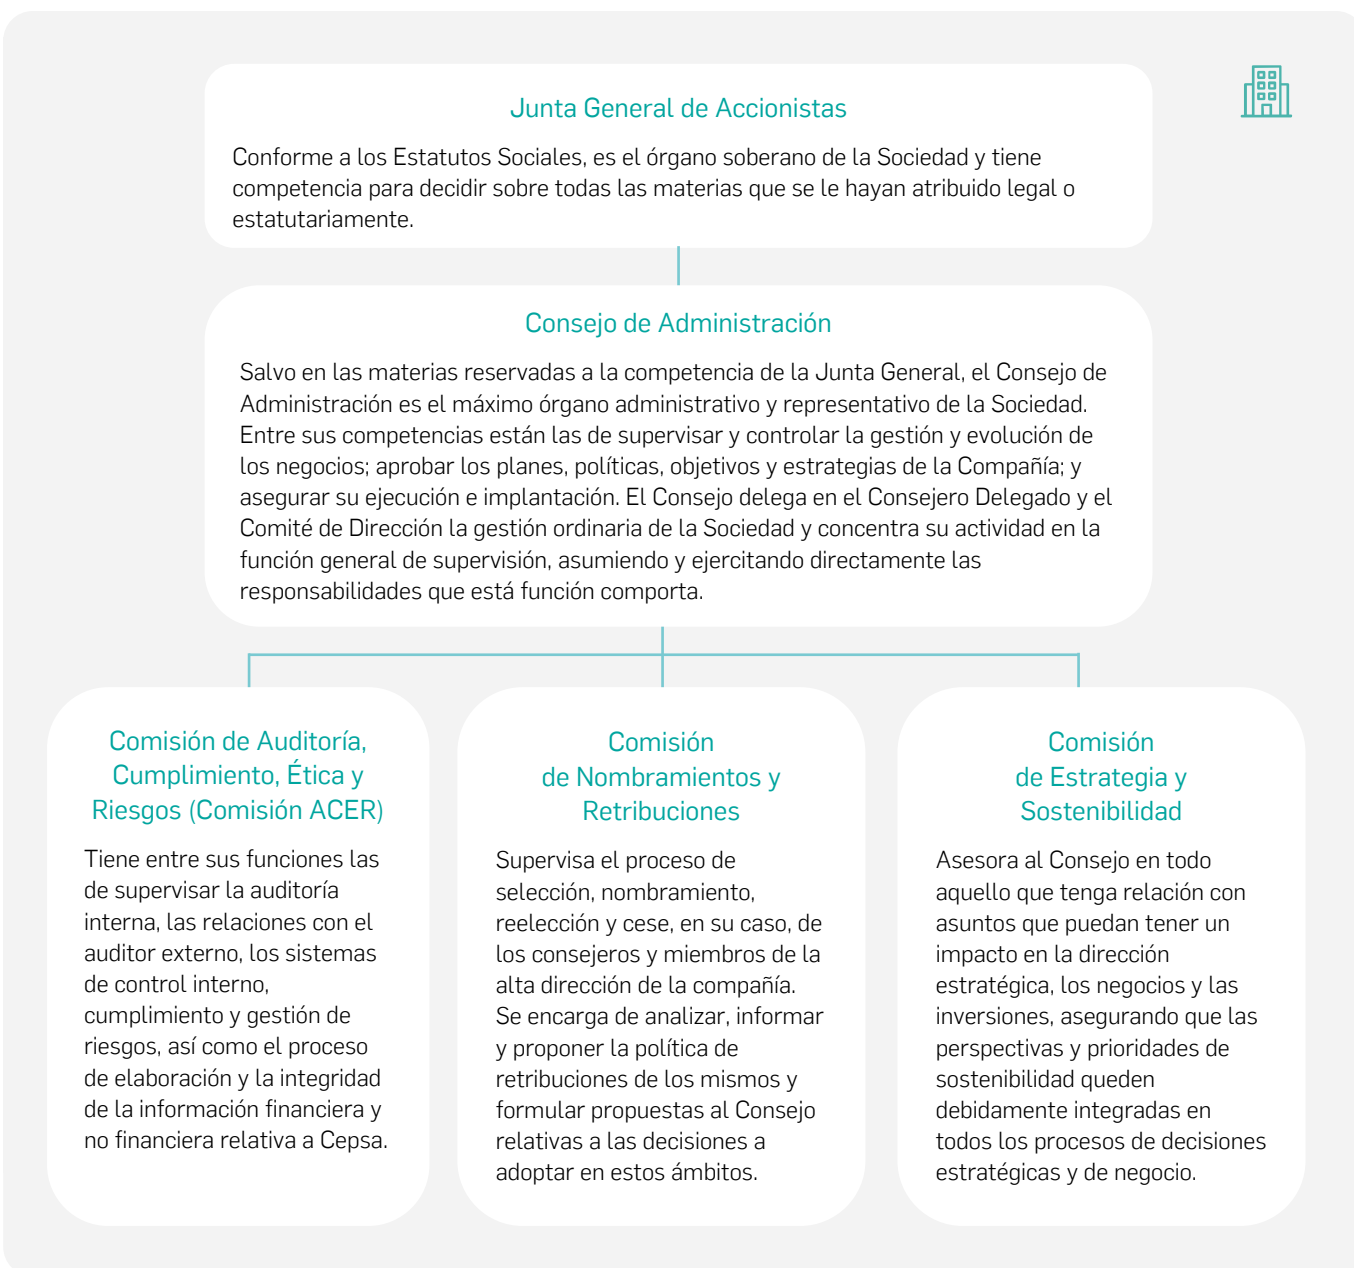 Junta General de Accionistas
Conforme a los Estatutos Sociales, es el órgano soberano de la Sociedad y tiene
competencia para decidir sobre todas las materias que se le hayan atribuido legal o
estatutariamente.
Consejo de Administración
Salvo en las materias reservadas a la competencia de la Junta General, el Consejo de
Administración es el máximo órgano administrativo y representativo de la Sociedad.
Entre sus competencias están las de supervisar y controlar la gestión y evolución de
los negocios; aprobar los planes, políticas, objetivos y estrategias de la Compañía; y
asegurar su ejecución e implantación. El Consejo delega en el Consejero Delegado y el
Comité de Dirección la gestión ordinaria de la Sociedad y concentra su actividad en la
función general de supervisión, asumiendo y ejercitando directamente las
responsabilidades que está función comporta.
Comisión de Auditoría,
Cumplimiento, Ética y
Riesgos (Comisión ACER)
Tiene entre sus funciones las
de supervisar la auditoría
interna, las relaciones con el
auditor externo, los sistemas
de control interno,
cumplimiento y gestión de
riesgos, así como el proceso
de elaboración y la integridad
de la información financiera y
no financiera relativa a Cepsa.
Comisión
de Nombramientos y
Retribuciones
Supervisa el proceso de
selección, nombramiento,
reelección y cese, en su caso, de
los consejeros y miembros de la
alta dirección de la compañía.
Se encarga de analizar, informar
y proponer la política de
retribuciones de los mismos y
formular propuestas al Consejo
relativas a las decisiones a
adoptar en estos ámbitos.
Comisión
de Estrategia y
Sostenibilidad
Asesora al Consejo en todo
aquello que tenga relación con
asuntos que puedan tener un
impacto en la dirección
estratégica, los negocios y las
inversiones, asegurando que las
perspectivas y prioridades de
sostenibilidad queden
debidamente integradas en
todos los procesos de decisiones
estratégicas y de negocio.